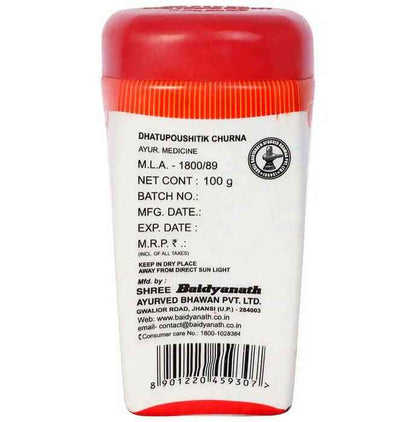 DHATUPOUSHTIK CHURNA
AYUR. MEDICINE
M.L.A. - 1800/89
NET CONT : 100 g
BATCH NO.:
MFG. DATE.:
EXP. DATE :
M.R.P. ₹ .:
(INCL. OF ALL TAXES)
KEEP IN DRY PLACE
AWAY FROM DIRECT SUN LIGHT
Mfd. by :
SHREE Baidyanath
AYURVED BHAWAN PVT. LTD.
GWALIOR ROAD, JHANSI (U.P.) - 284003
Web: www.baidyanath.co.in
email- contact@baidyanath.co.in
✆Consumer care No.: 1800-1028384
8 901220 459307 >